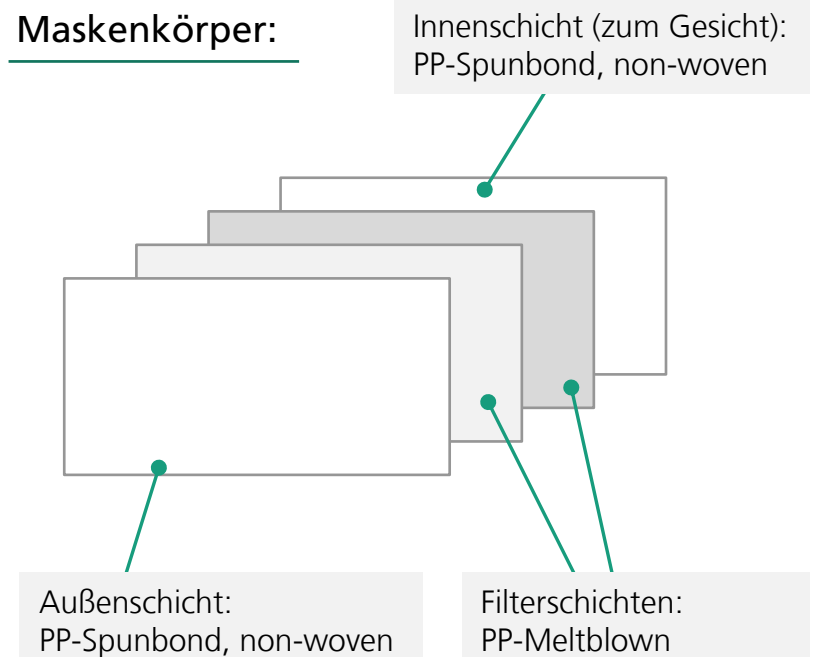 Maskenkörper:
Innenschicht (zum Gesicht):
PP-Spunbond, non-woven
Außenschicht:
PP-Spunbond, non-woven
Filterschichten:
PP-Meltblown